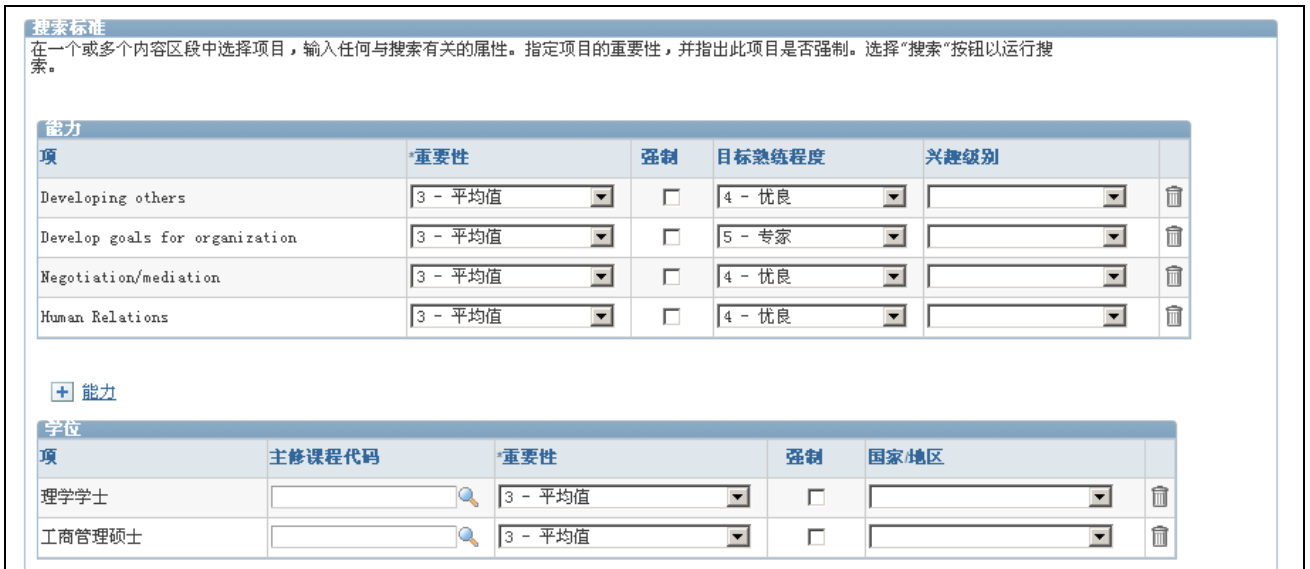 搜索标准
在一个或多个内容区段中选择项目，输入任何与搜索有关的属性。指定项目的重要性，并指出此项目是否强制。选择"搜索"按钮以运行搜
索。
能力
项 *重要性 强制 目标熟练程度 兴趣级别
Developing others 3 - 平均值 4 - 优良
Develop goals for organization 3 - 平均值 5 - 专家
Negotiation/mediation 3 - 平均值 4 - 优良
Human Relations 3 - 平均值 4 - 优良
能力
学位
项 主修课程代码 *重要性 强制 国家/地区
理学学士 3 - 平均值
工商管理硕士 3 - 平均值